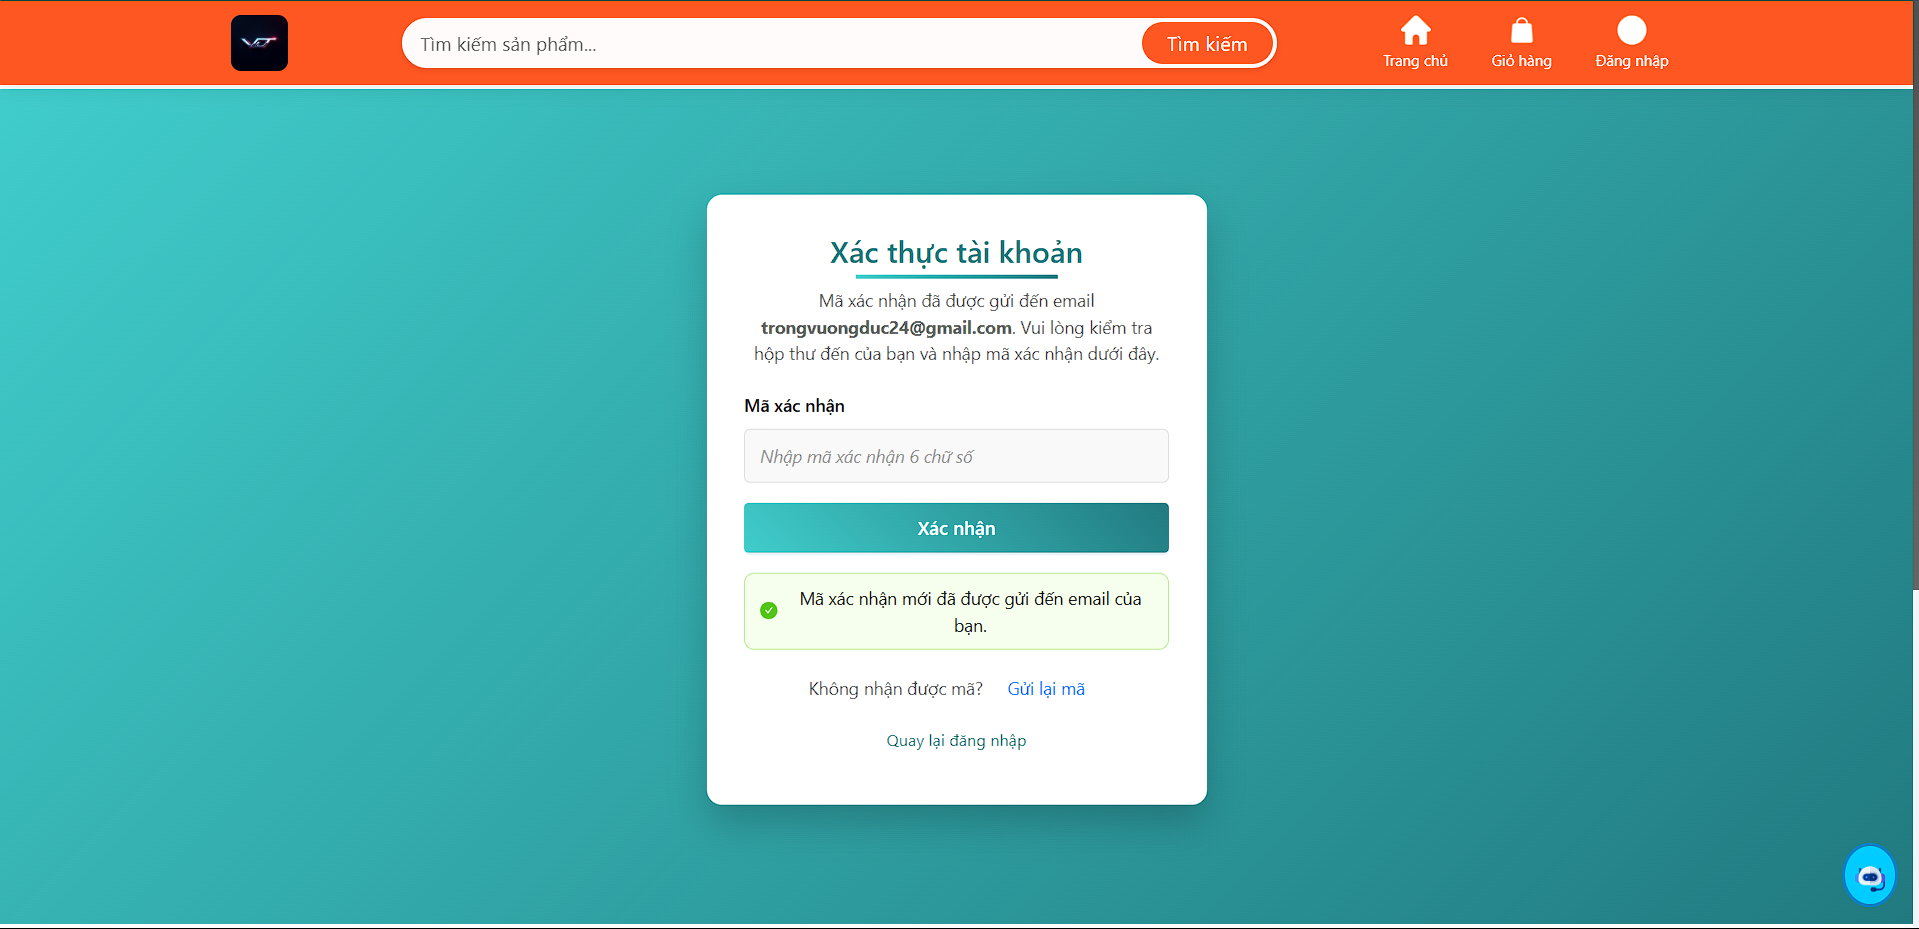 VDT
Tìm kiếm sản phẩm...
Tìm kiếm
Trang chủ
Giỏ hàng
Đăng nhập
Xác thực tài khoản
Mã xác nhận đã được gửi đến email
trongvuongduc24@gmail.com. Vui lòng kiểm tra
hộp thư đến của bạn và nhập mã xác nhận dưới đây.
Mã xác nhận
Nhập mã xác nhận 6 chữ số
Xác nhận
Mã xác nhận mới đã được gửi đến email của
bạn.
Không nhận được mã? Gửi lại mã
Quay lại đăng nhập